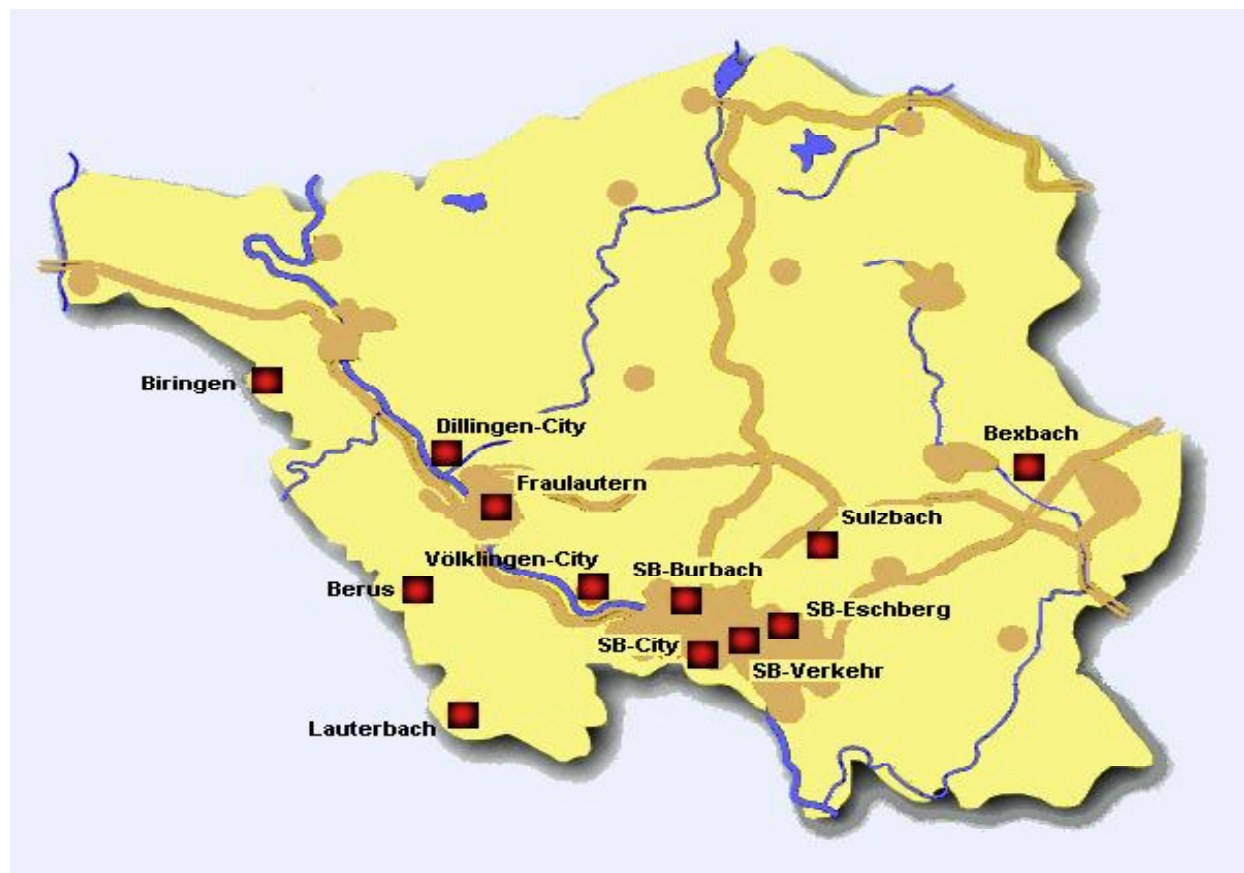 Biringen
Dillingen-City
Bexbach
Fraulautern
Sulzbach
Völklingen-City
SB-Burbach
Berus
SB-Eschberg
SB-City
SB-Verkehr
Lauterbach